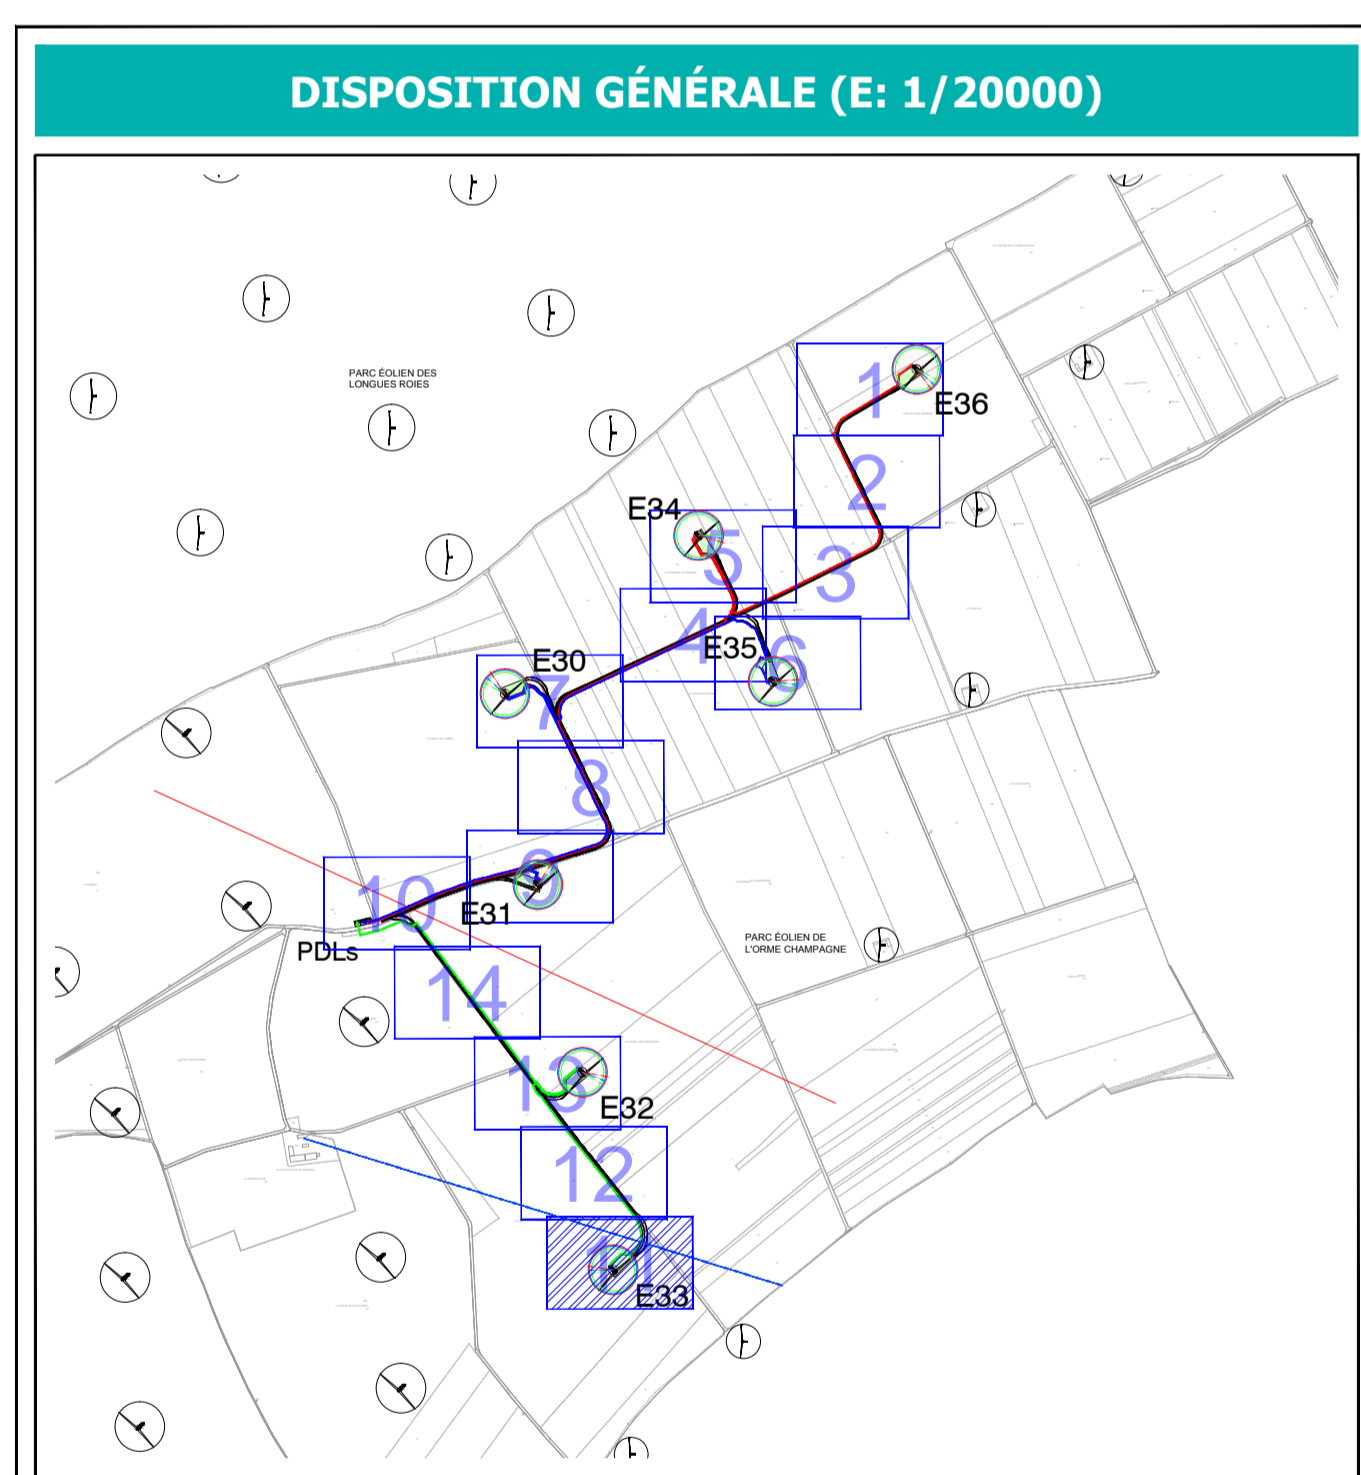 DISPOSITION GÉNÉRALE (E: 1/20000)
PARC ÉOLIEN DES
LONGUES ROIES
1
E36
2
E34
5
3
4
E35
6
E30
7
8
9
10
E31
PDLs
PARC ÉOLIEN DE
L'ORME CHAMPAGNE
14
13
E32
12
11
E33